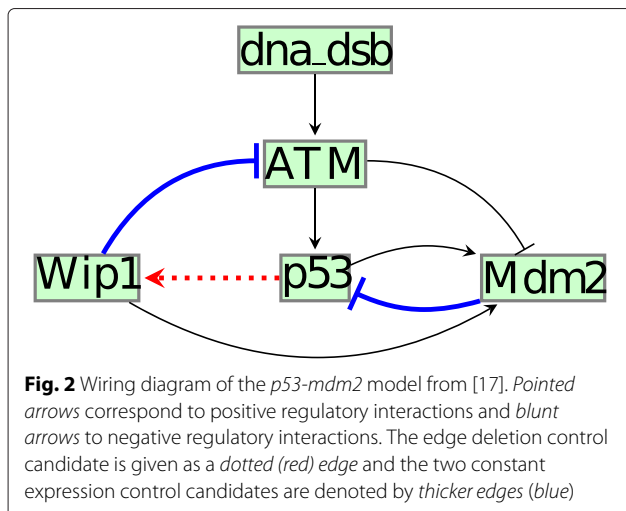 dna_dsb
ATM
Wip1
p53
Mdm2
Fig. 2 Wiring diagram of the p53-mdm2 model from [17]. Pointed
arrows correspond to positive regulatory interactions and blunt
arrows to negative regulatory interactions. The edge deletion control
candidate is given as a dotted (red) edge and the two constant
expression control candidates are denoted by thicker edges (blue)